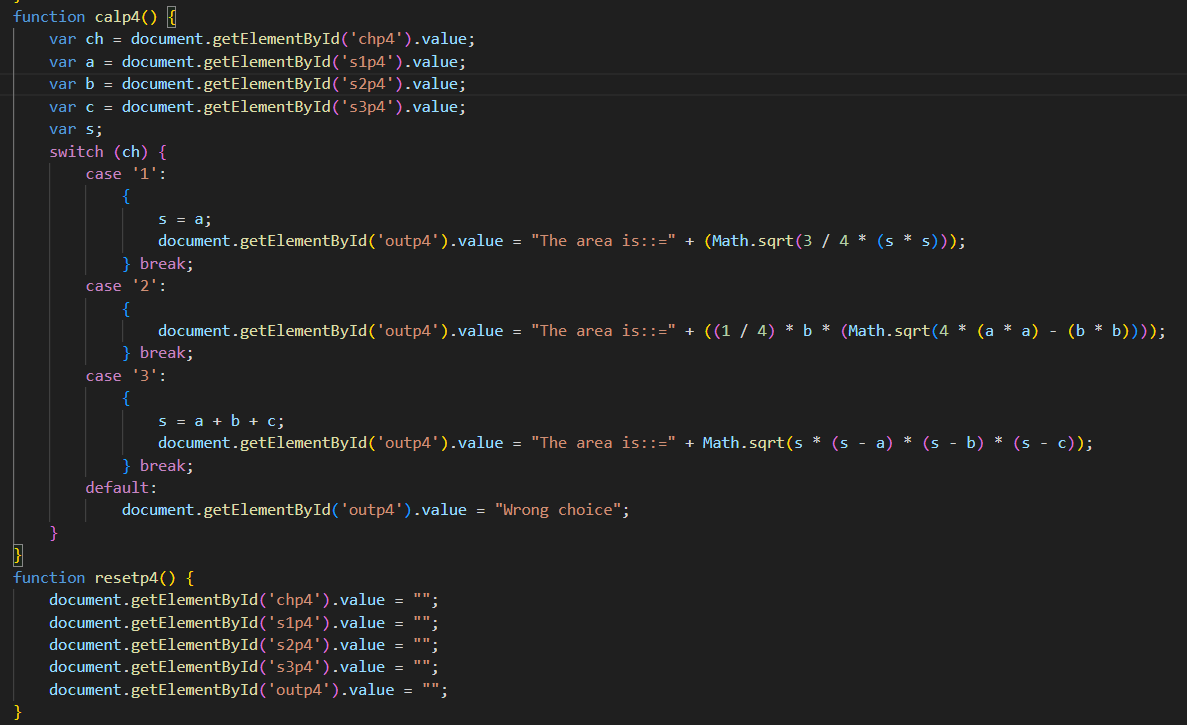 function calp4() {
    var ch = document.getElementById('chp4').value;
    var a = document.getElementById('s1p4').value;
    var b = document.getElementById('s2p4').value;
    var c = document.getElementById('s3p4').value;
    var s;
    switch (ch) {
        case '1':
            {
                s = a;
                document.getElementById('outp4').value = "The area is::=" + (Math.sqrt(3 / 4 * (s * s)));
            } break;
        case '2':
            {
                document.getElementById('outp4').value = "The area is::=" + ((1 / 4) * b * (Math.sqrt(4 * (a * a) - (b * b))));
            } break;
        case '3':
            {
                s = a + b + c;
                document.getElementById('outp4').value = "The area is::=" + Math.sqrt(s * (s - a) * (s - b) * (s - c));
            } break;
        default:
            document.getElementById('outp4').value = "Wrong choice";
    }
}
function resetp4() {
    document.getElementById('chp4').value = "";
    document.getElementById('s1p4').value = "";
    document.getElementById('s2p4').value = "";
    document.getElementById('s3p4').value = "";
    document.getElementById('outp4').value = "";
}